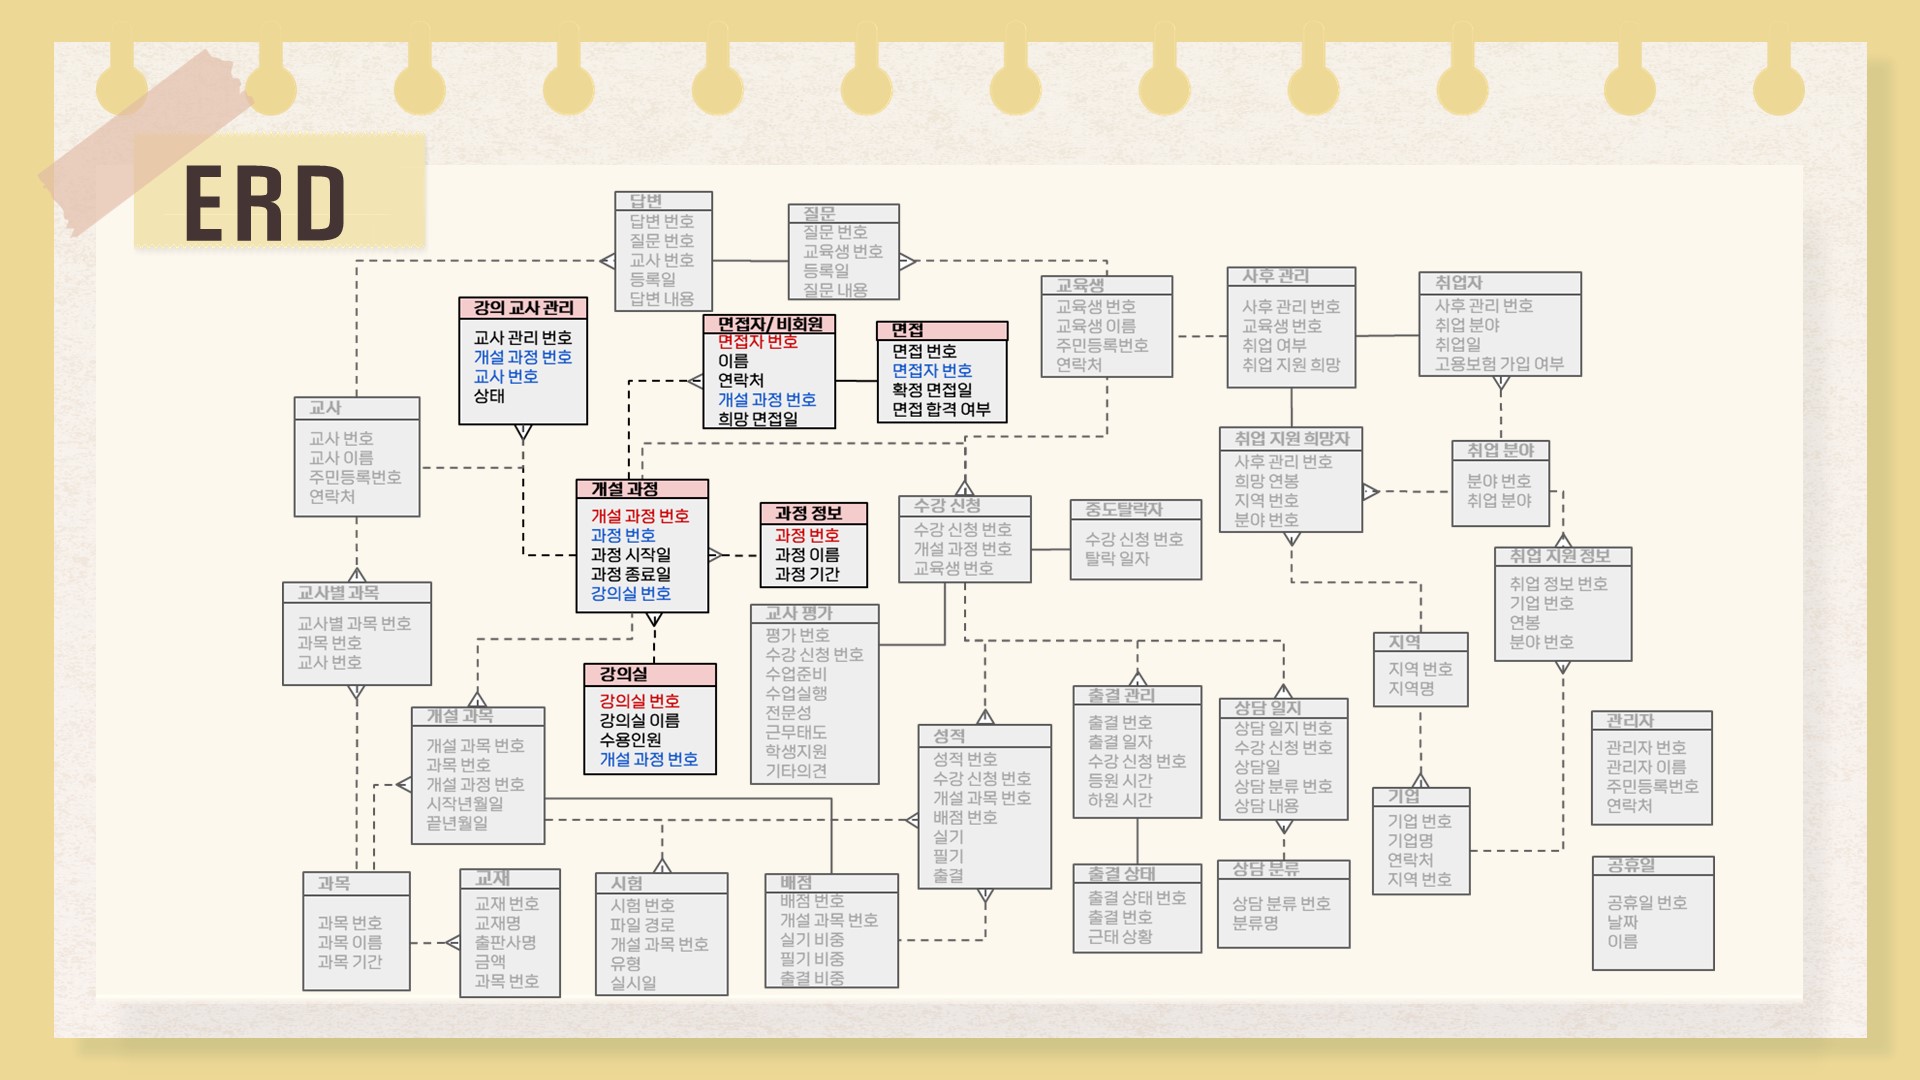 ERD
답변
답변 번호
질문 번호
교사 번호
등록일
답변 내용
질문
질문 번호
교육생 번호
등록일
질문 내용
교육생
교육생 번호
교육생 이름
주민등록번호
연락처
사후 관리
사후 관리 번호
교육생 번호
취업 여부
취업 지원 희망
취업자
사후 관리 번호
취업 분야
취업일
고용보험 가입 여부
강의 교사 관리
교사 관리 번호
개설 과정 번호
교사 번호
상태
면접자/ 비회원
면접자 번호
이름
연락처
개설 과정 번호
희망 면접일
면접
면접 번호
면접자 번호
확정 면접일
면접 합격 여부
교사
교사 번호
교사 이름
주민등록번호
연락처
개설 과정
개설 과정 번호
과정 번호
과정 시작일
과정 종료일
강의실 번호
과정 정보
과정 번호
과정 이름
과정 기간
수강 신청
수강 신청 번호
개설 과정 번호
교육생 번호
중도탈락자
수강 신청 번호
탈락 일자
취업 지원 희망자
사후 관리 번호
희망 연봉
지역 번호
분야 번호
취업 분야
분야 번호
취업 분야
취업 지원 정보
취업 정보 번호
기업 번호
연봉
분야 번호
교사별 과목
교사별 과목 번호
과목 번호
교사 번호
강의실
강의실 번호
강의실 이름
수용인원
개설 과정 번호
교사 평가
평가 번호
수강 신청 번호
수업준비
수업실행
전문성
근무태도
학생지원
기타의견
지역
지역 번호
지역명
개설 과목
개설 과목 번호
과목 번호
개설 과정 번호
시작년월일
끝년월일
성적
성적 번호
수강 신청 번호
개설 과목 번호
배점 번호
실기
필기
출결
출결 관리
출결 번호
출결 일자
수강 신청 번호
등원 시간
하원 시간
상담 일지
상담 일지 번호
수강 신청 번호
상담일
상담 분류 번호
상담 내용
기업
기업 번호
기업명
연락처
지역 번호
관리자
관리자 번호
관리자 이름
주민등록번호
연락처
과목
과목 번호
과목 이름
과목 기간
교재
교재 번호
교재명
출판사명
금액
과목 번호
시험
시험 번호
파일 경로
개설 과목 번호
유형
실시일
배점
배점 번호
개설 과목 번호
실기 비중
필기 비중
출결 비중
출결 상태
출결 상태 번호
출결 번호
근태 상황
상담 분류
상담 분류 번호
분류명
공휴일
공휴일 번호
날짜
이름